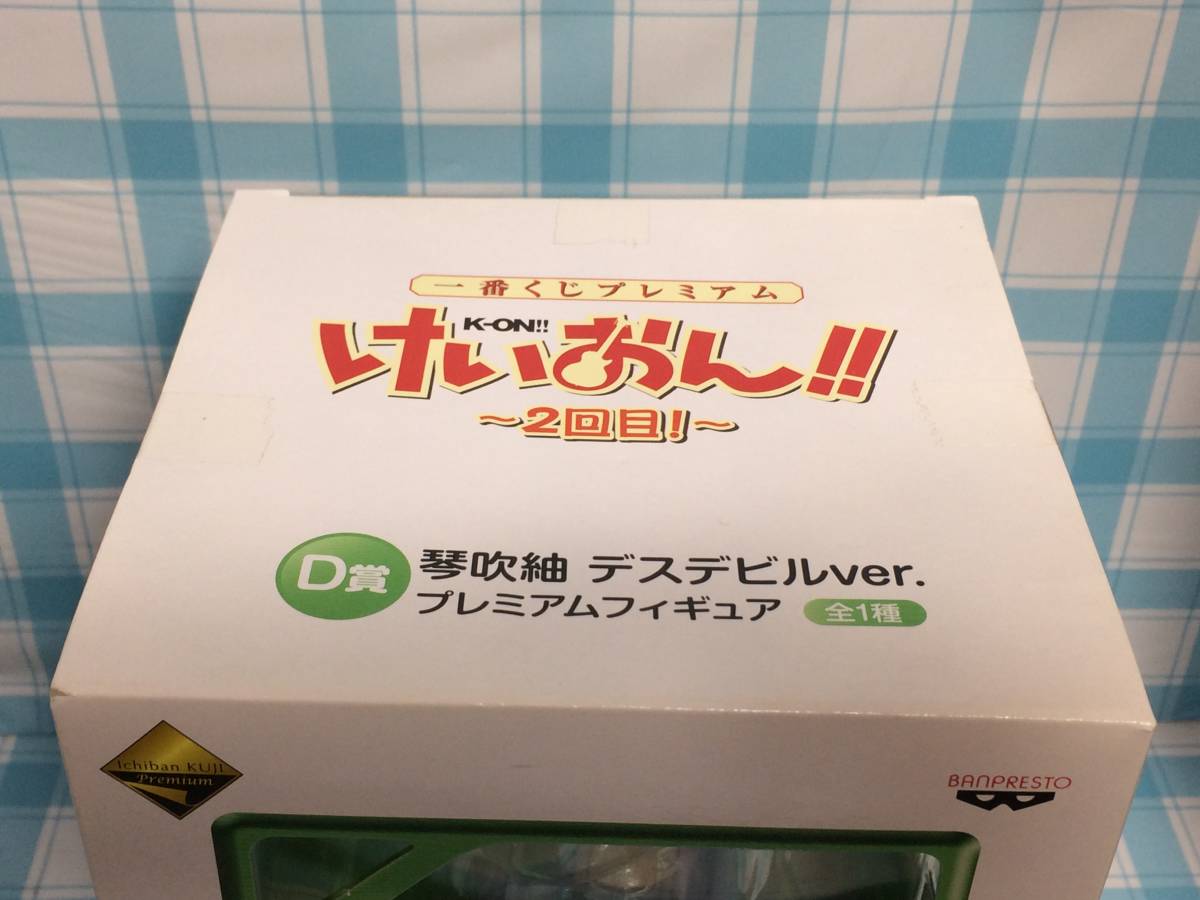 一番くじプレミアム
K-ON!!
けいおん!!
〜2回目!〜
D賞
琴吹紬 デスデビルver.
プレミアムフィギュア 全1種
Ichiban KUJI
Premium
BANPRESTO